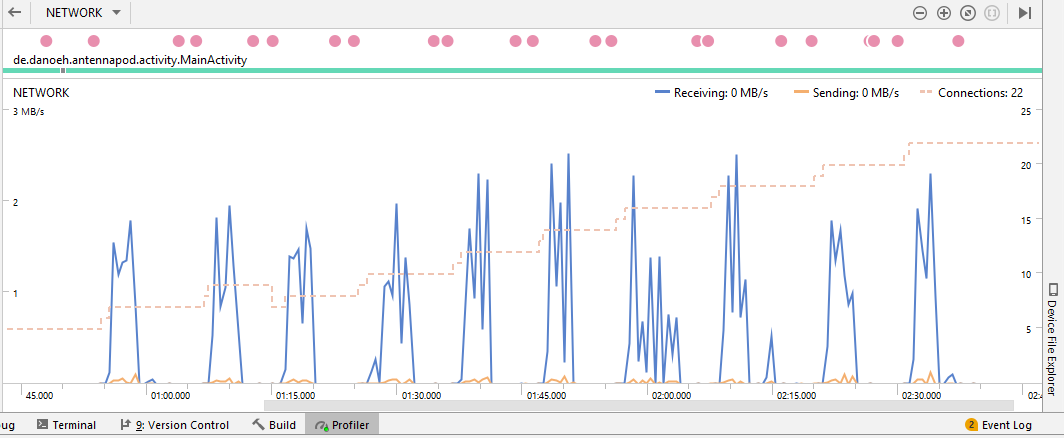 NETWORK
de.danoeh.antennapod.activity.MainActivity
NETWORK
Receiving: 0 MB/s
Sending: 0 MB/s
Connections: 22
3 MB/s
25
20
2
15
1
10
5
45.000
01:00.000
01:15.000
01:30.000
01:45.000
02:00.000
02:15.000
02:30.000
02:4
Device File Explorer
ug
Terminal
9: Version Control
Build
Profiler
2 Event Log